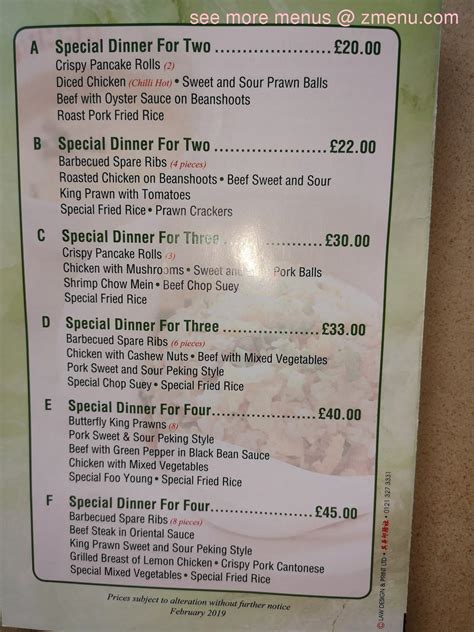 see more menus @ zmenu.com
A Special Dinner For Two ........................ £20.00
Crispy Pancake Rolls (2)
Diced Chicken (Chilli Hot) • Sweet and Sour Prawn Balls
Beef with Oyster Sauce on Beanshoots
Roast Pork Fried Rice
B Special Dinner For Two ........................ £22.00
Barbecued Spare Ribs (4 pieces)
Roasted Chicken on Beanshoots • Beef Sweet and Sour
King Prawn with Tomatoes
Special Fried Rice • Prawn Crackers
C Special Dinner For Three ..................... £30.00
Crispy Pancake Rolls (3)
Chicken with Mushrooms • Sweet and Pork Balls
Shrimp Chow Mein • Beef Chop Suey
Special Fried Rice
D Special Dinner For Three ..................... £33.00
Barbecued Spare Ribs (6 pieces)
Chicken with Cashew Nuts • Beef with Mixed Vegetables
Pork Sweet and Sour Peking Style
Special Chop Suey • Special Fried Rice
E Special Dinner For Four ....................... £40.00
Butterfly King Prawns (8)
Pork Sweet & Sour Peking Style
Beef with Green Pepper in Black Bean Sauce
Chicken with Mixed Vegetables
Special Foo Young • Special Fried Rice
F Special Dinner For Four ....................... £45.00
Barbecued Spare Ribs (8 pieces)
Beef Steak in Oriental Sauce
King Prawn Sweet and Sour Peking Style
Grilled Breast of Lemon Chicken • Crispy Pork Cantonese
Special Mixed Vegetables • Special Fried Rice
Prices subject to alteration without further notice
February 2019
© LAW DESIGN & PRINT LTD • 0121 327 3331